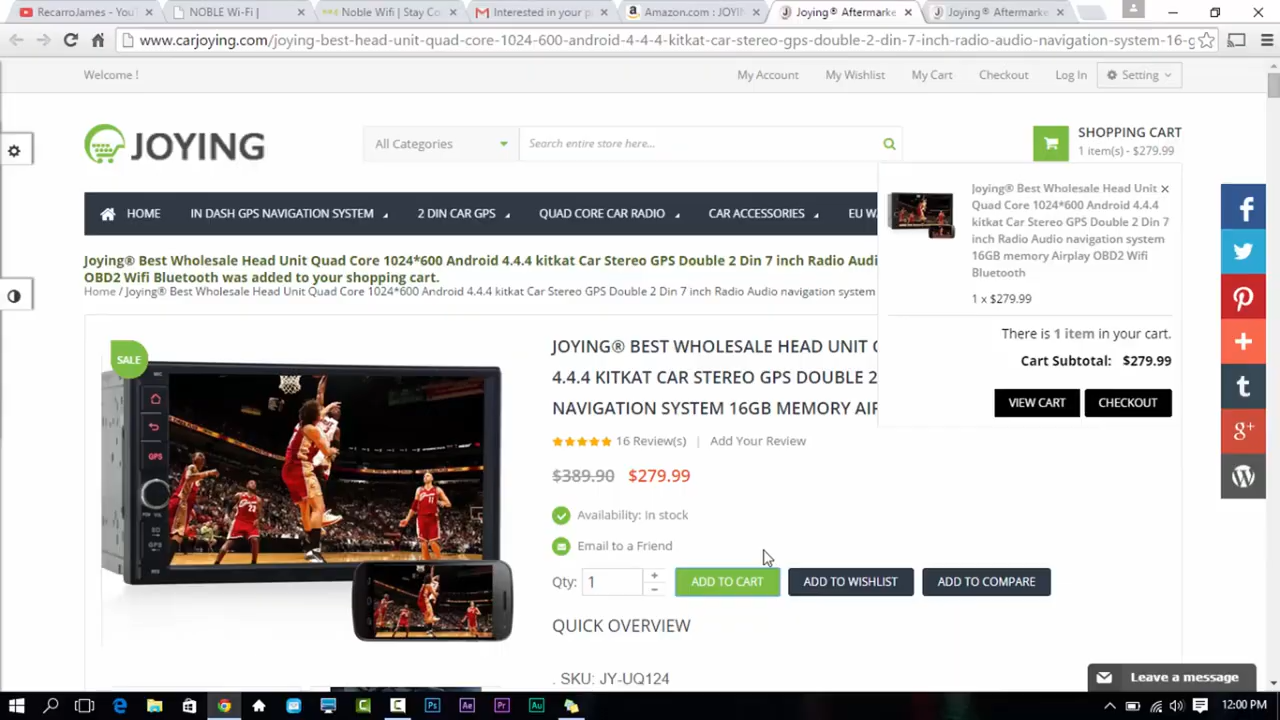 RecarroJames - YouTub
NOBLE Wi-Fi |
Noble Wifi | Stay Co
Interested in your p
Amazon.com : JOYIN
Joying® Aftermarke
Joying® Aftermarke
www.carjoying.com/joying-best-head-unit-quad-core-1024-600-android-4-4-4-kitkat-car-stereo-gps-double-2-din-7-inch-radio-audio-navigation-system-16-g
Welcome !
My Account
My Wishlist
My Cart
Checkout
Log In
Setting
JOYING
All Categories
Search entire store here...
SHOPPING CART
1 item(s) - $279.99
HOME
IN DASH GPS NAVIGATION SYSTEM
2 DIN CAR GPS
QUAD CORE CAR RADIO
CAR ACCESSORIES
EU WA
Joying® Best Wholesale Head Unit
Quad Core 1024*600 Android 4.4.4
kitkat Car Stereo GPS Double 2 Din 7
inch Radio Audio navigation system
16GB memory Airplay OBD2 Wifi
Bluetooth
1 x $279.99
There is 1 item in your cart.
Cart Subtotal: $279.99
VIEW CART
CHECKOUT
Joying® Best Wholesale Head Unit Quad Core 1024*600 Android 4.4.4 kitkat Car Stereo GPS Double 2 Din 7 inch Radio Audi
OBD2 Wifi Bluetooth was added to your shopping cart.
Home / Joying® Best Wholesale Head Unit Quad Core 1024*600 Android 4.4.4 kitkat Car Stereo GPS Double 2 Din 7 inch Radio Audio navigation system
SALE
GPS
JOYING® BEST WHOLESALE HEAD UNIT
4.4.4 KITKAT CAR STEREO GPS DOUBLE 2
NAVIGATION SYSTEM 16GB MEMORY AIR
16 Review(s) | Add Your Review
$389.90 $279.99
Availability: In stock
Email to a Friend
Qty: 1
ADD TO CART
ADD TO WISHLIST
ADD TO COMPARE
QUICK OVERVIEW
. SKU: JY-UQ124
Leave a message
12:00 PM